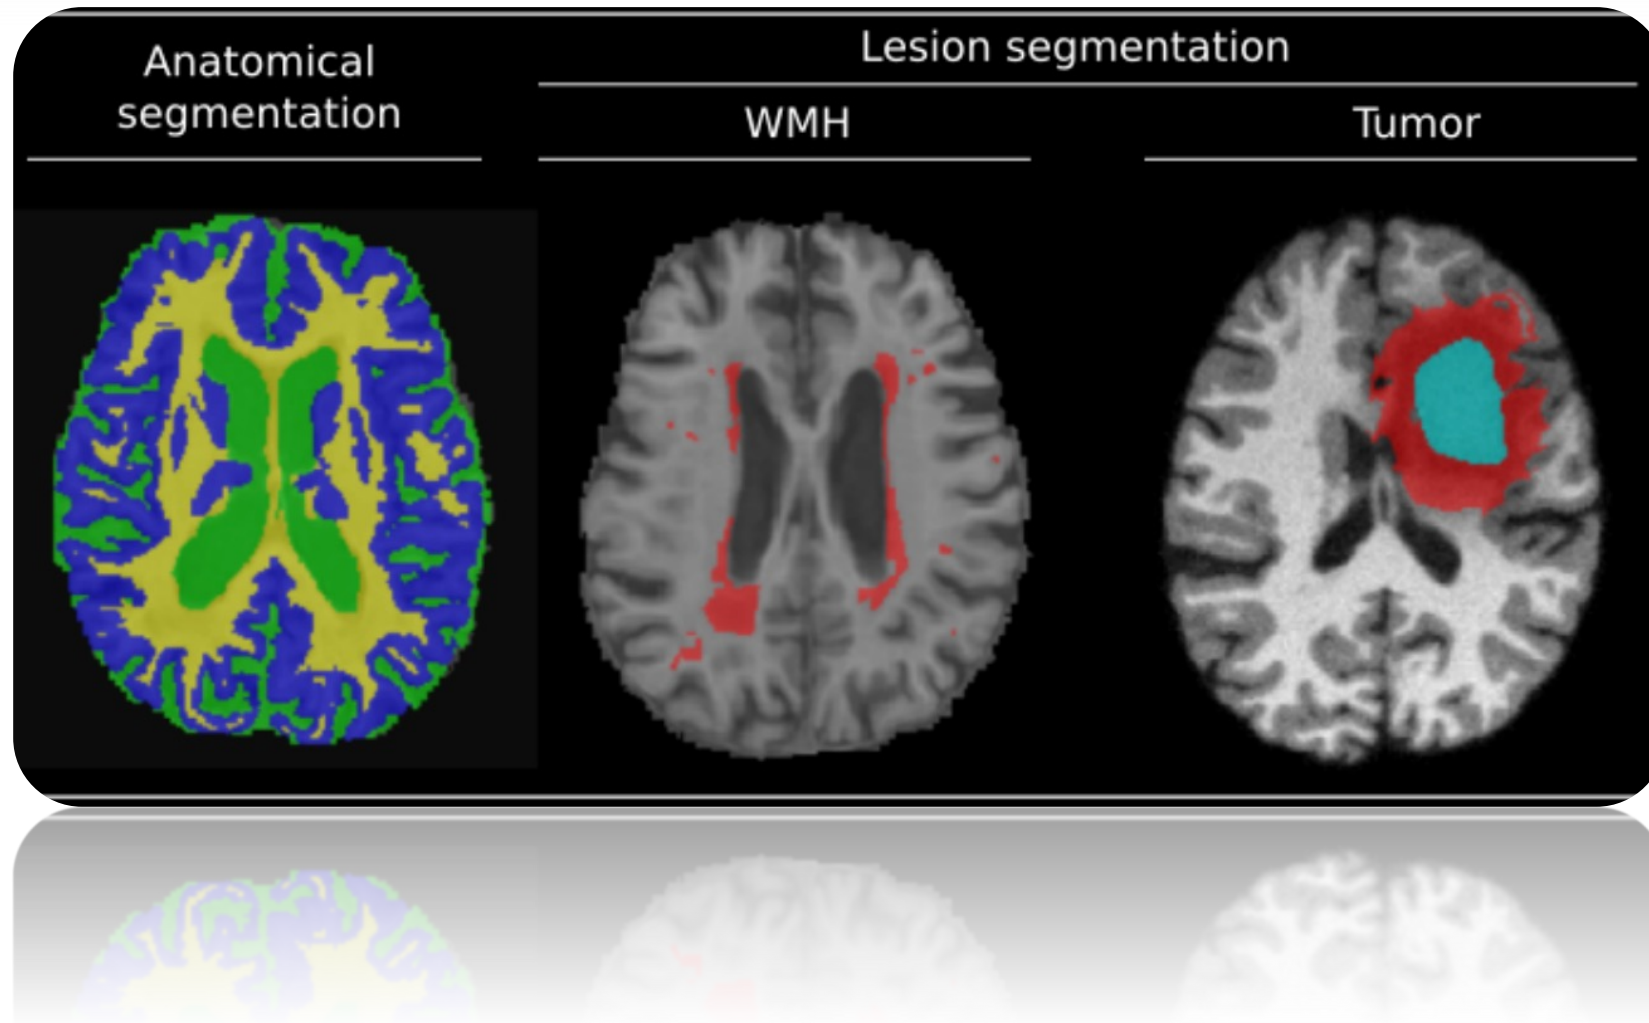 Anatomical
segmentation
Lesion segmentation
WMH
Tumor